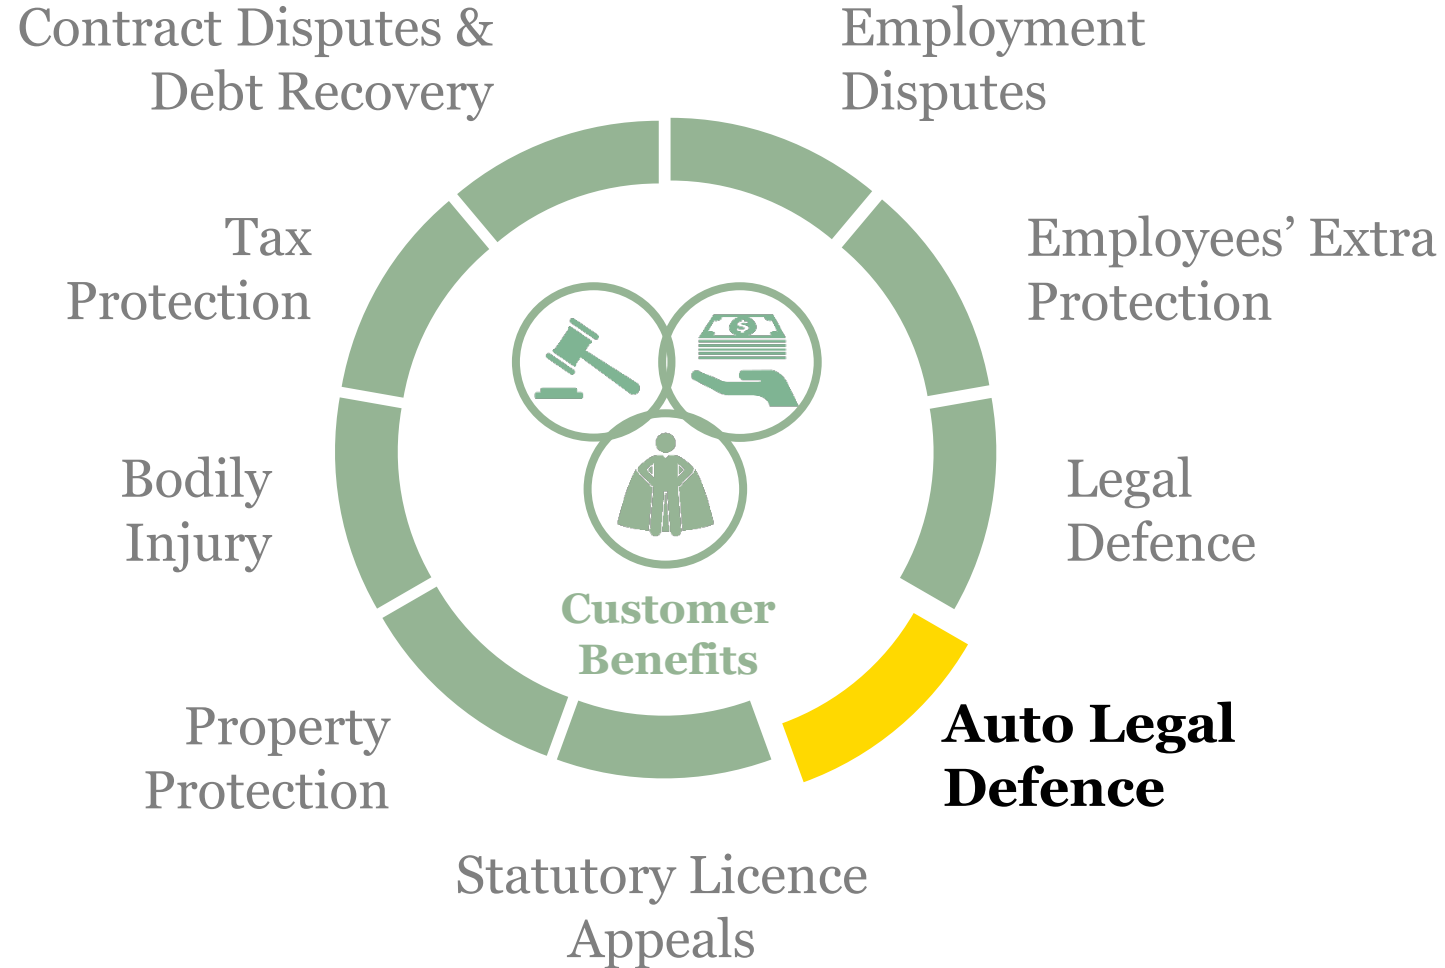 Contract Disputes &
Debt Recovery
Employment
Disputes
Employees’ Extra
Protection
Legal
Defence
Auto Legal
Defence
Statutory Licence
Appeals
Property
Protection
Bodily
Injury
Tax
Protection
$
Customer
Benefits